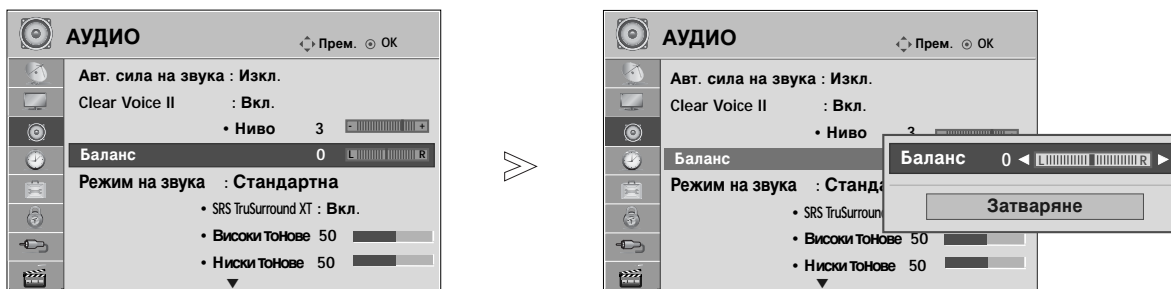 АУДИО
Прем. OK
Авт. сила на звука : Изкл.
Clear Voice II : Вкл.
• Ниво 3 - +
Баланс 0 L R
Режим на звука : Стандартна
• SRS TruSurround XT : Вкл.
• Високи тонове 50
• Ниски тонове 50
АУДИО
Прем. OK
Авт. сила на звука : Изкл.
Clear Voice II : Вкл.
• Ниво 3
Баланс
Режим на звука : Станда
• SRS TruSurroun
• Високи тонове 50
• Ниски тонове 50
Баланс 0 L R
Затваряне